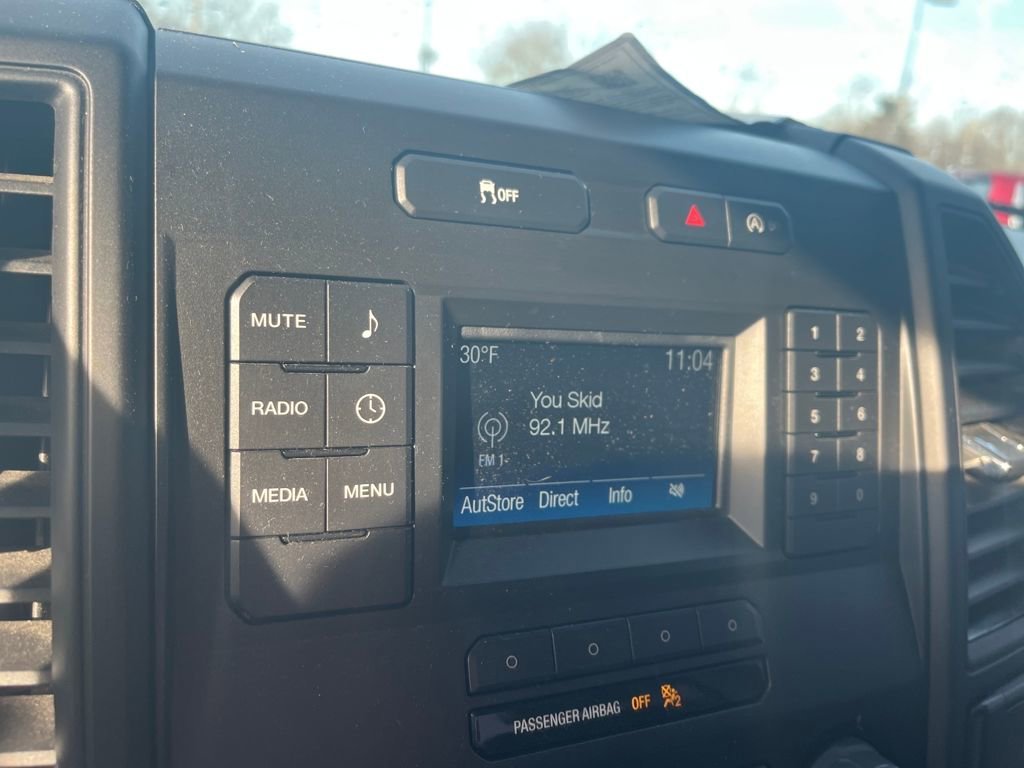 OFF
MUTE
RADIO
MEDIA
MENU
30°F
11:04
You Skid
92.1 MHz
FM 1
AutStore Direct Info
1 2
3 4
5 6
7 8
9 0
PASSENGER AIRBAG OFF 2